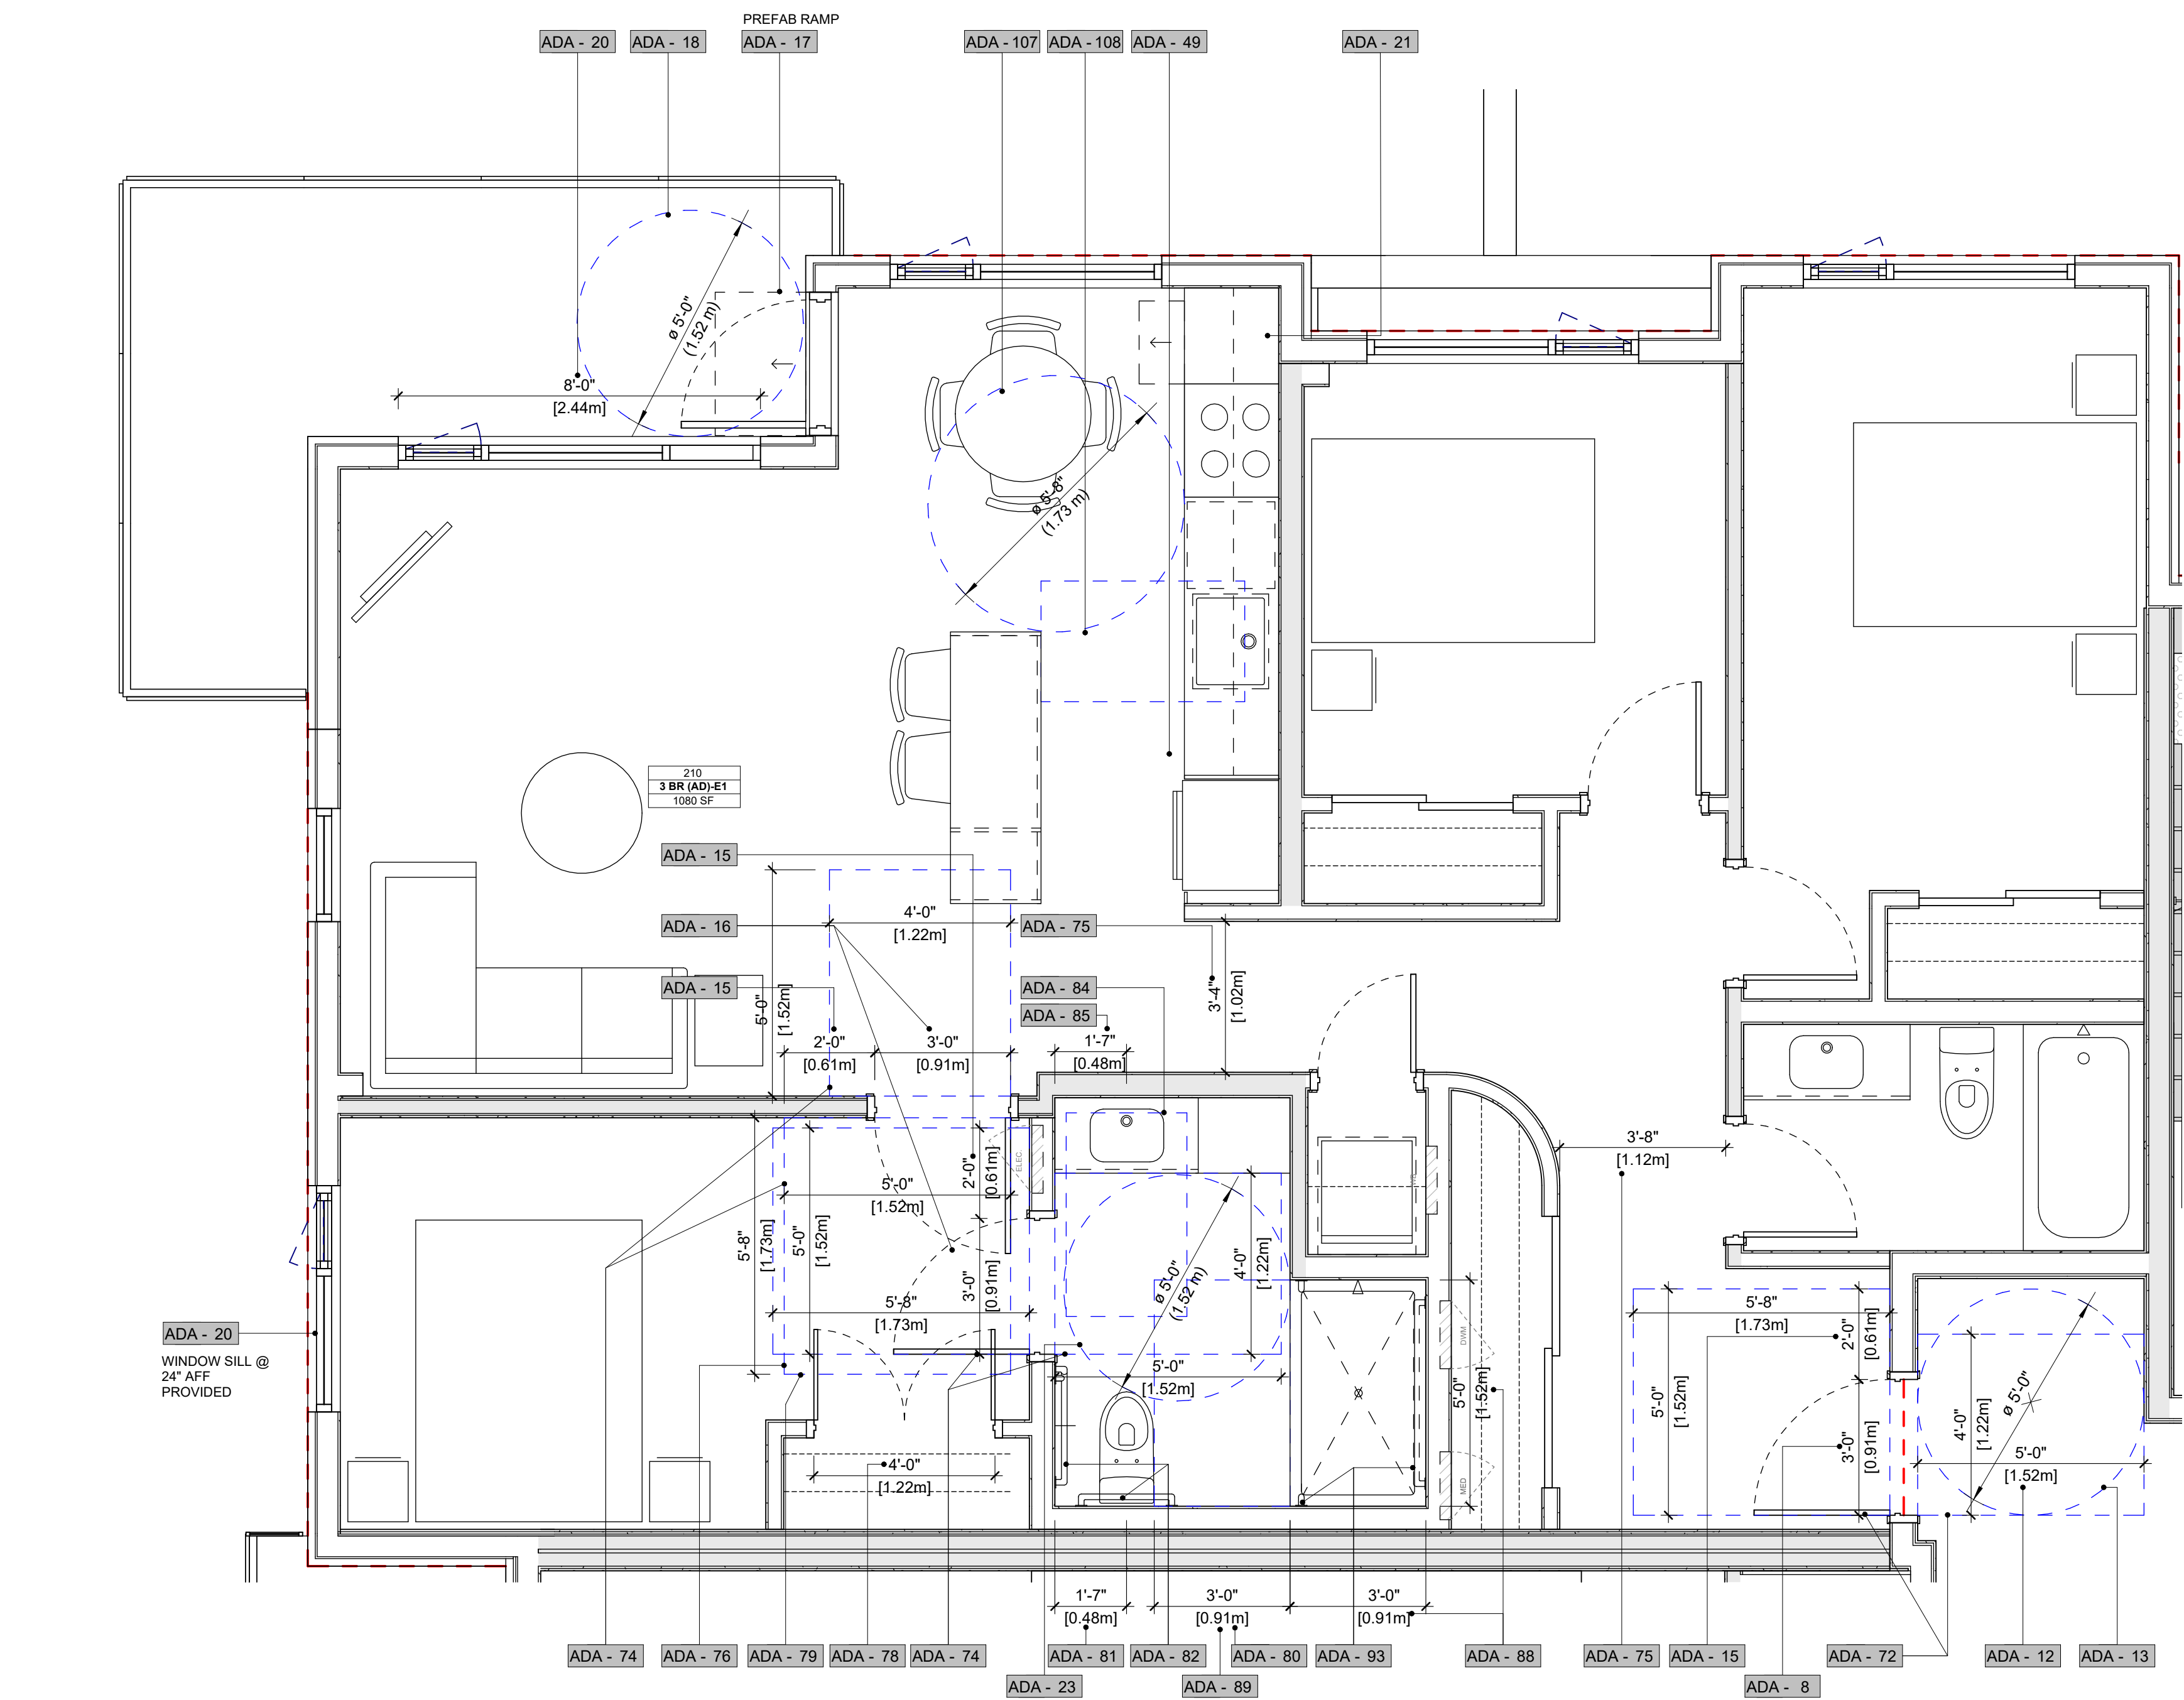 PREFAB RAMP
ADA - 20
ADA - 18
ADA - 17
ADA - 107
ADA - 108
ADA - 49
ADA - 21
ø 5'-0"
(1.52 m)
8'-0"
[2.44m]
ø 5'-8"
(1.73 m)
210
3 BR (AD)-E1
1080 SF
ADA - 15
ADA - 16
4'-0"
[1.22m]
ADA - 75
ADA - 15
5'-0"
[1.52m]
ADA - 84
ADA - 85
3'-4"
[1.02m]
2'-0"
[0.61m]
3'-0"
[0.91m]
1'-7"
[0.48m]
ELEC
2'-0"
[0.61m]
3'-8"
[1.12m]
5'-0"
[1.52m]
5'-8"
[1.73m]
5'-0"
[1.52m]
4'-0"
[1.22m]
ø 5'-0"
(1.52 m)
3'-0"
[0.91m]
5'-8"
[1.73m]
5'-8"
[1.73m]
2'-0"
[0.61m]
ADA - 20
WINDOW SILL @
24" AFF
PROVIDED
DWM
5'-0"
[1.52m]
5'-0"
[1.52m]
5'-0"
[1.52m]
ø 5'-0"
4'-0"
[1.22m]
3'-0"
[0.91m]
5'-0"
[1.52m]
4'-0"
[1.22m]
MED
1'-7"
[0.48m]
3'-0"
[0.91m]
3'-0"
[0.91m]
ADA - 74
ADA - 76
ADA - 79
ADA - 78
ADA - 74
ADA - 81
ADA - 82
ADA - 80
ADA - 93
ADA - 88
ADA - 75
ADA - 15
ADA - 72
ADA - 12
ADA - 13
ADA - 23
ADA - 89
ADA - 8